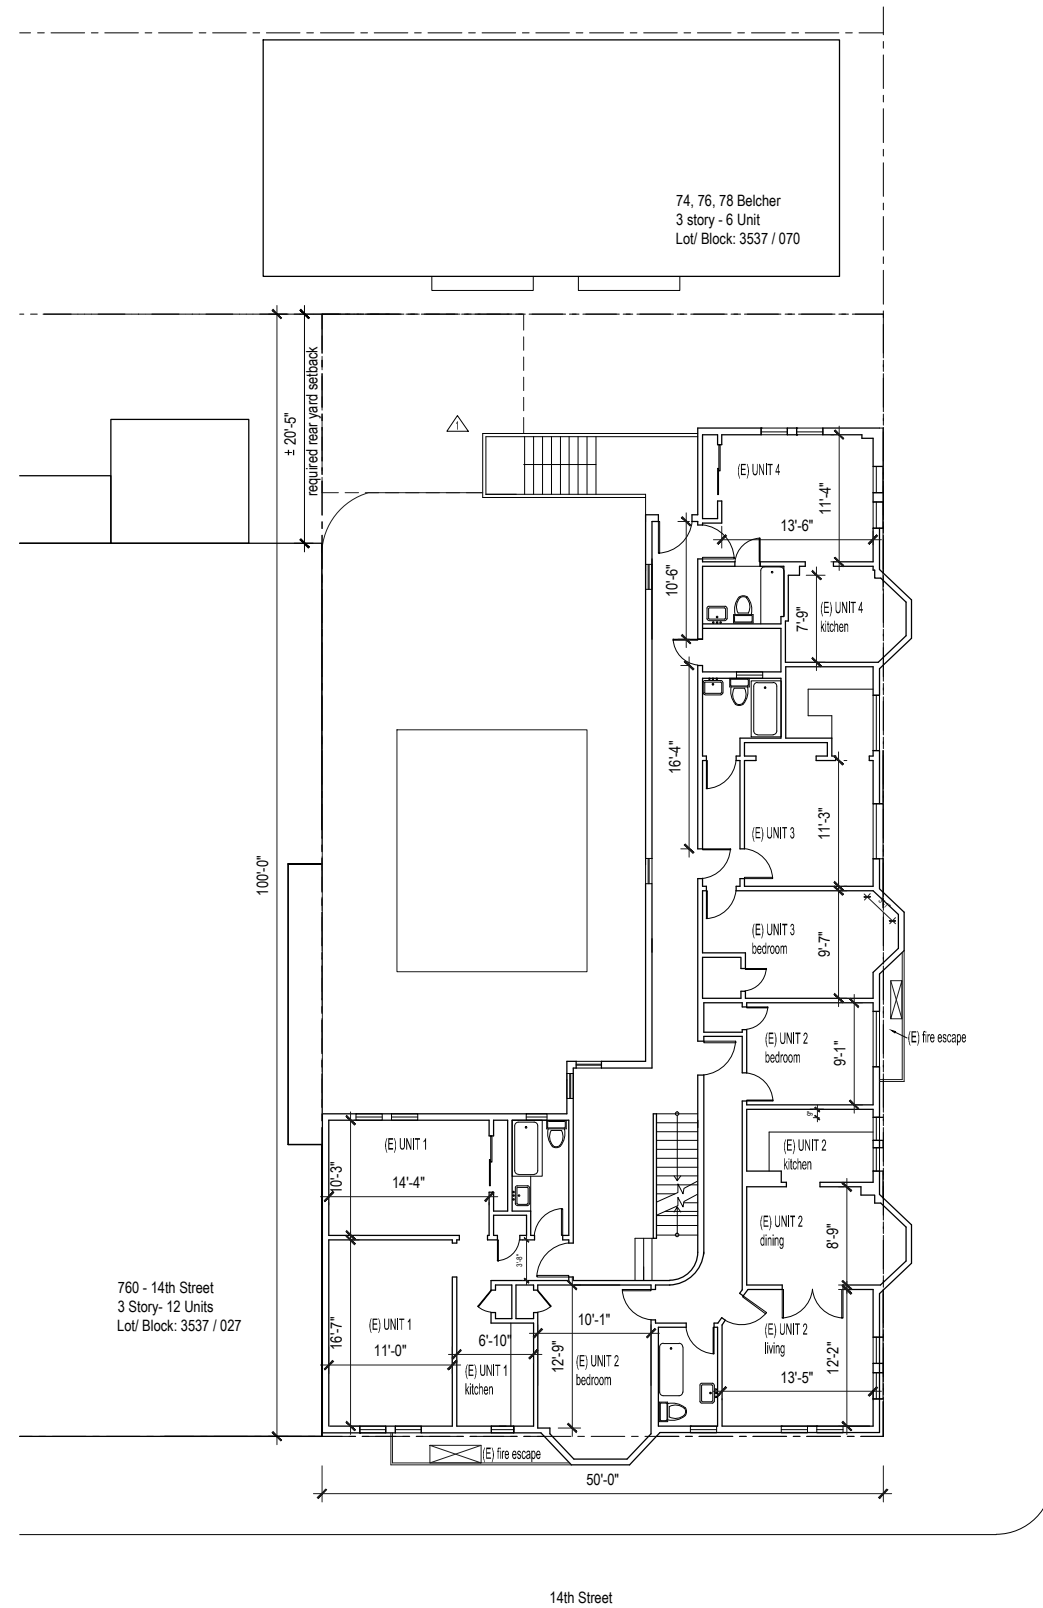 74, 76, 78 Belcher
3 story - 6 Unit
Lot/ Block: 3537 / 070
± 20'-5"
required rear yard setback
1
(E) UNIT 4
11'-4"
13'-6"
10'-6"
7'-9"
(E) UNIT 4
kitchen
16'-4"
11'-3"
(E) UNIT 3
100'-0"
(E) UNIT 3
bedroom
9'-7"
(E) UNIT 2
bedroom
9'-1"
(E) fire escape
(E) UNIT 1
10'-3"
14'-4"
(E) UNIT 2
kitchen
(E) UNIT 2
dining
8'-9"
3'-8"
760 - 14th Street
3 Story- 12 Units
Lot/ Block: 3537 / 027
16'-7"
(E) UNIT 1
11'-0"
6'-10"
(E) UNIT 1
kitchen
10'-1"
12'-9"
(E) UNIT 2
bedroom
(E) UNIT 2
living
12'-2"
13'-5"
(E) fire escape
50'-0"
14th Street